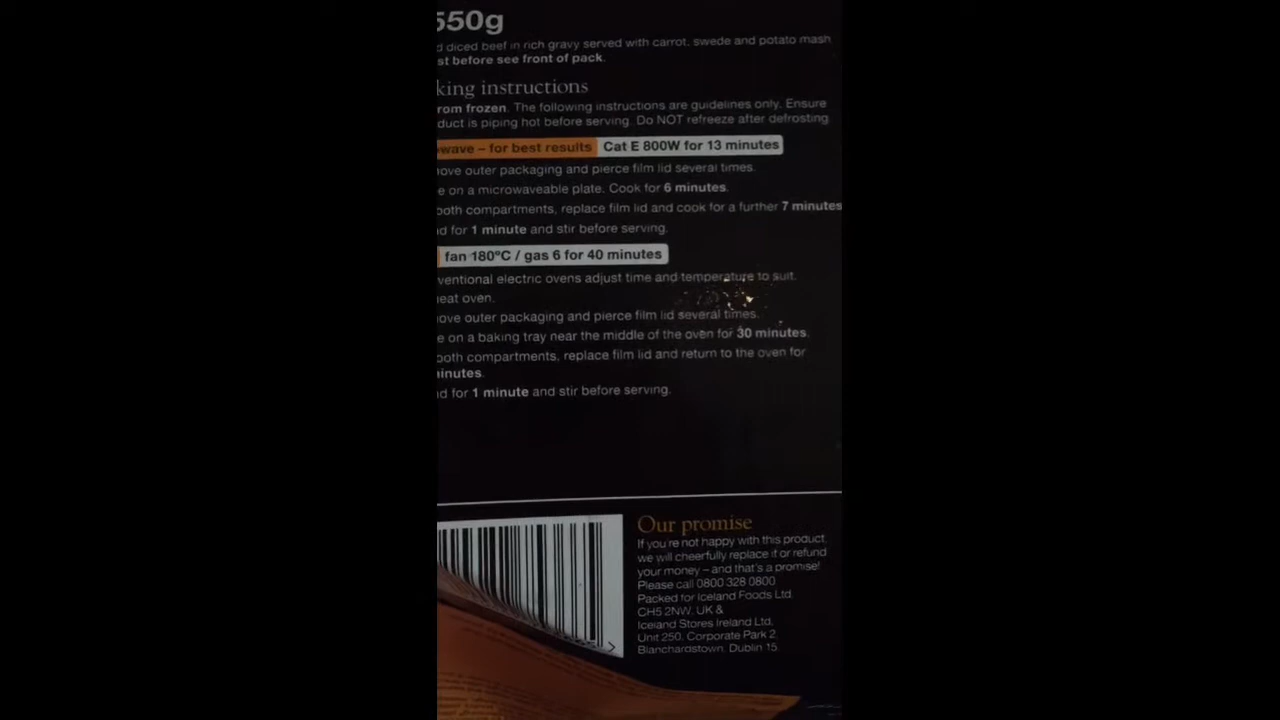 550g
d diced beef in rich gravy served with carrot, swede and potato mash
st before see front of pack.
king instructions
rom frozen. The following instructions are guidelines only. Ensure
duct is piping hot before serving. Do NOT refreeze after defrosting
wave – for best results Cat E 800W for 13 minutes
ove outer packaging and pierce film lid several times.
e on a microwaveable plate. Cook for 6 minutes.
both compartments, replace film lid and cook for a further 7 minutes
d for 1 minute and stir before serving.
fan 180ºC / gas 6 for 40 minutes
ventional electric ovens adjust time and temperature to suit.
eat oven.
ove outer packaging and pierce film lid several times.
e on a baking tray near the middle of the oven for 30 minutes.
both compartments, replace film lid and return to the oven for
inutes.
d for 1 minute and stir before serving.
Our promise
If you're not happy with this product,
we will cheerfully replace it or refund
your money – and that's a promise!
Please call 0800 328 0800
Packed for Iceland Foods Ltd.
CH5 2NW. UK &
Iceland Stores Ireland Ltd,
Unit 250, Corporate Park 2,
Blanchardstown, Dublin 15.